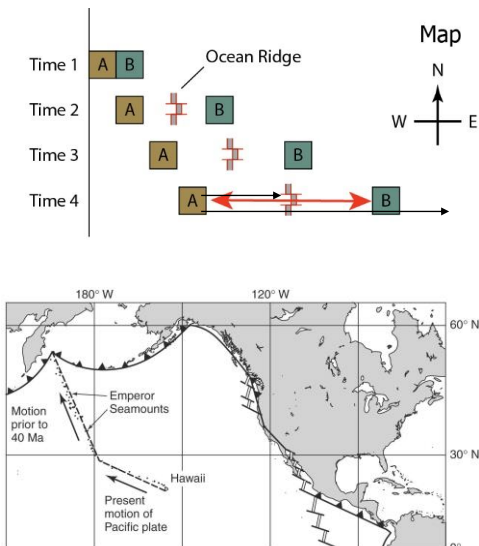 Map
Ocean Ridge
Time 1 A B
N
Time 2 A B
W E
Time 3 A B
Time 4 A B
180° W 120° W
60° N
Emperor
Seamounts
Motion
prior to
40 Ma
30° N
Hawaii
Present
motion of
Pacific plate
0°